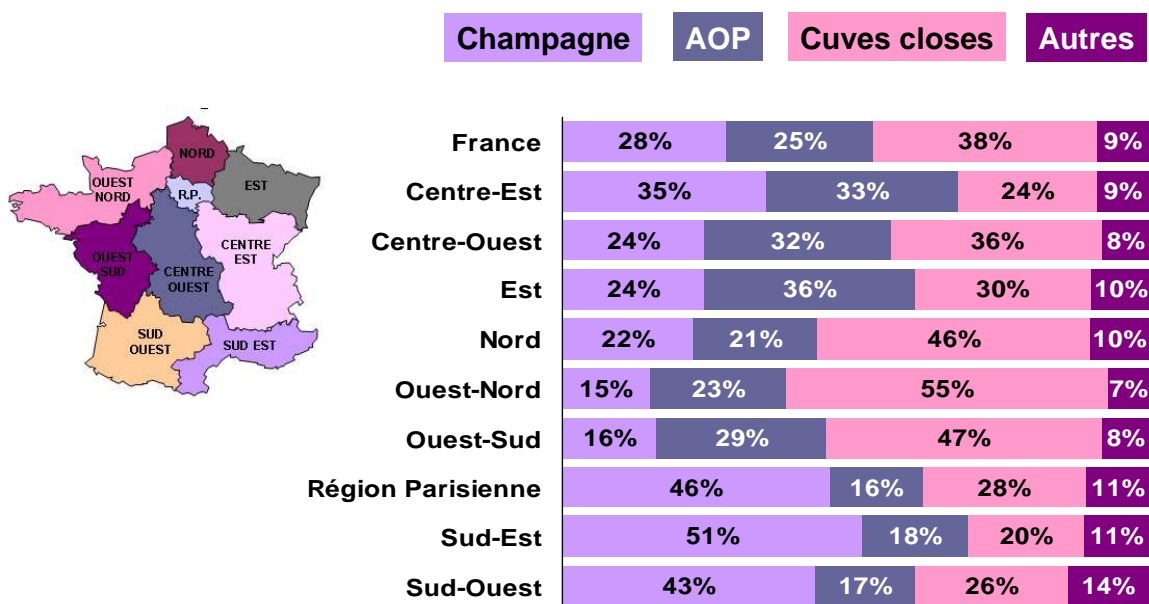 Champagne AOP Cuves closes Autres
NORD
OUEST
NORD
R.P.
EST
OUEST
SUD
CENTRE
OUEST
CENTRE
EST
SUD
OUEST
SUD EST
France 28% 25% 38% 9%
Centre-Est 35% 33% 24% 9%
Centre-Ouest 24% 32% 36% 8%
Est 24% 36% 30% 10%
Nord 22% 21% 46% 10%
Ouest-Nord 15% 23% 55% 7%
Ouest-Sud 16% 29% 47% 8%
Région Parisienne 46% 16% 28% 11%
Sud-Est 51% 18% 20% 11%
Sud-Ouest 43% 17% 26% 14%